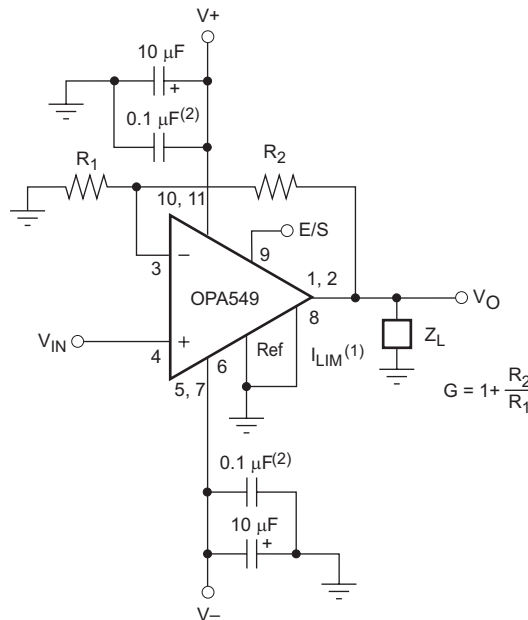 V+
10 µF
+
0.1 µF(2)
R1
R2
10, 11
E/S
9
3
−
1, 2
OPA549
VO
8
VIN
4
+
Ref
ILIM(1)
ZL
6
5, 7
G = 1+ R2
R1
0.1 µF(2)
10 µF
+
V−